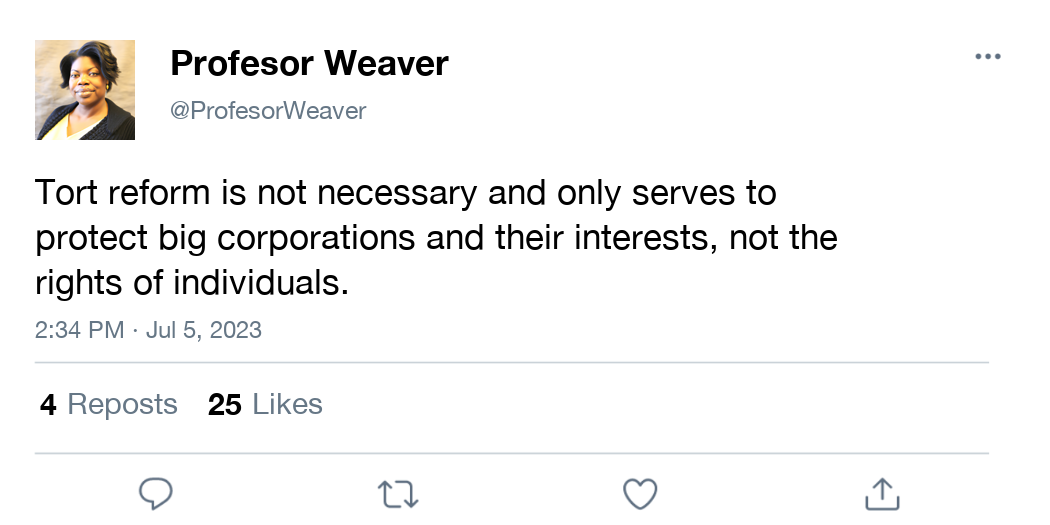 Profesor Weaver
@ProfesorWeaver
Tort reform is not necessary and only serves to
protect big corporations and their interests, not the
rights of individuals.
2:34 PM · Jul 5, 2023
4 Reposts 25 Likes